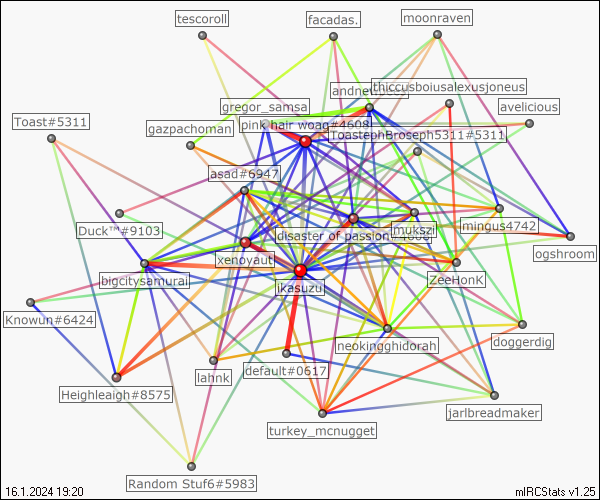 tescoroll
facadas.
moonraven
thiccusboiusalexusjoneus
gregor_samsa
avelicious
Toast#5311
gazpachoman
pink hair woag#4608
ToastephBroseph5311#5311
asad#6947
Duck™#9103
disaster of passion
mukszi
mingus4742
xenoyaut
ogshroom
bigcitysamurai
ikasuzu
ZeeHonK
Knowun#6424
neokingghidorah
doggerdig
lahnk
default#0617
Heighleaigh#8575
jarlbreadmaker
turkey_mcnugget
Random Stuf6#5983
16.1.2024 19:20
mIRCStats v1.25